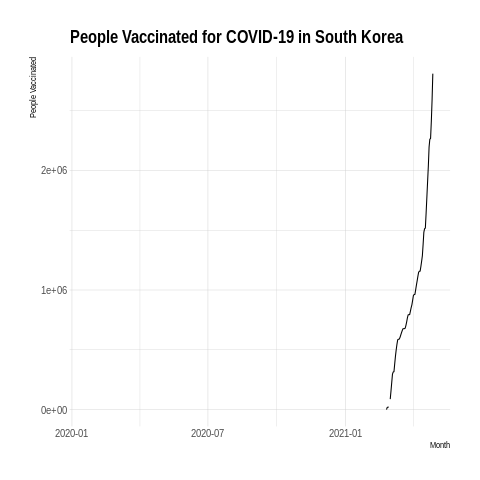 People Vaccinated for COVID-19 in South Korea
People Vaccinated
2e+06
1e+06
0e+00
2020-01
2020-07
2021-01
Month